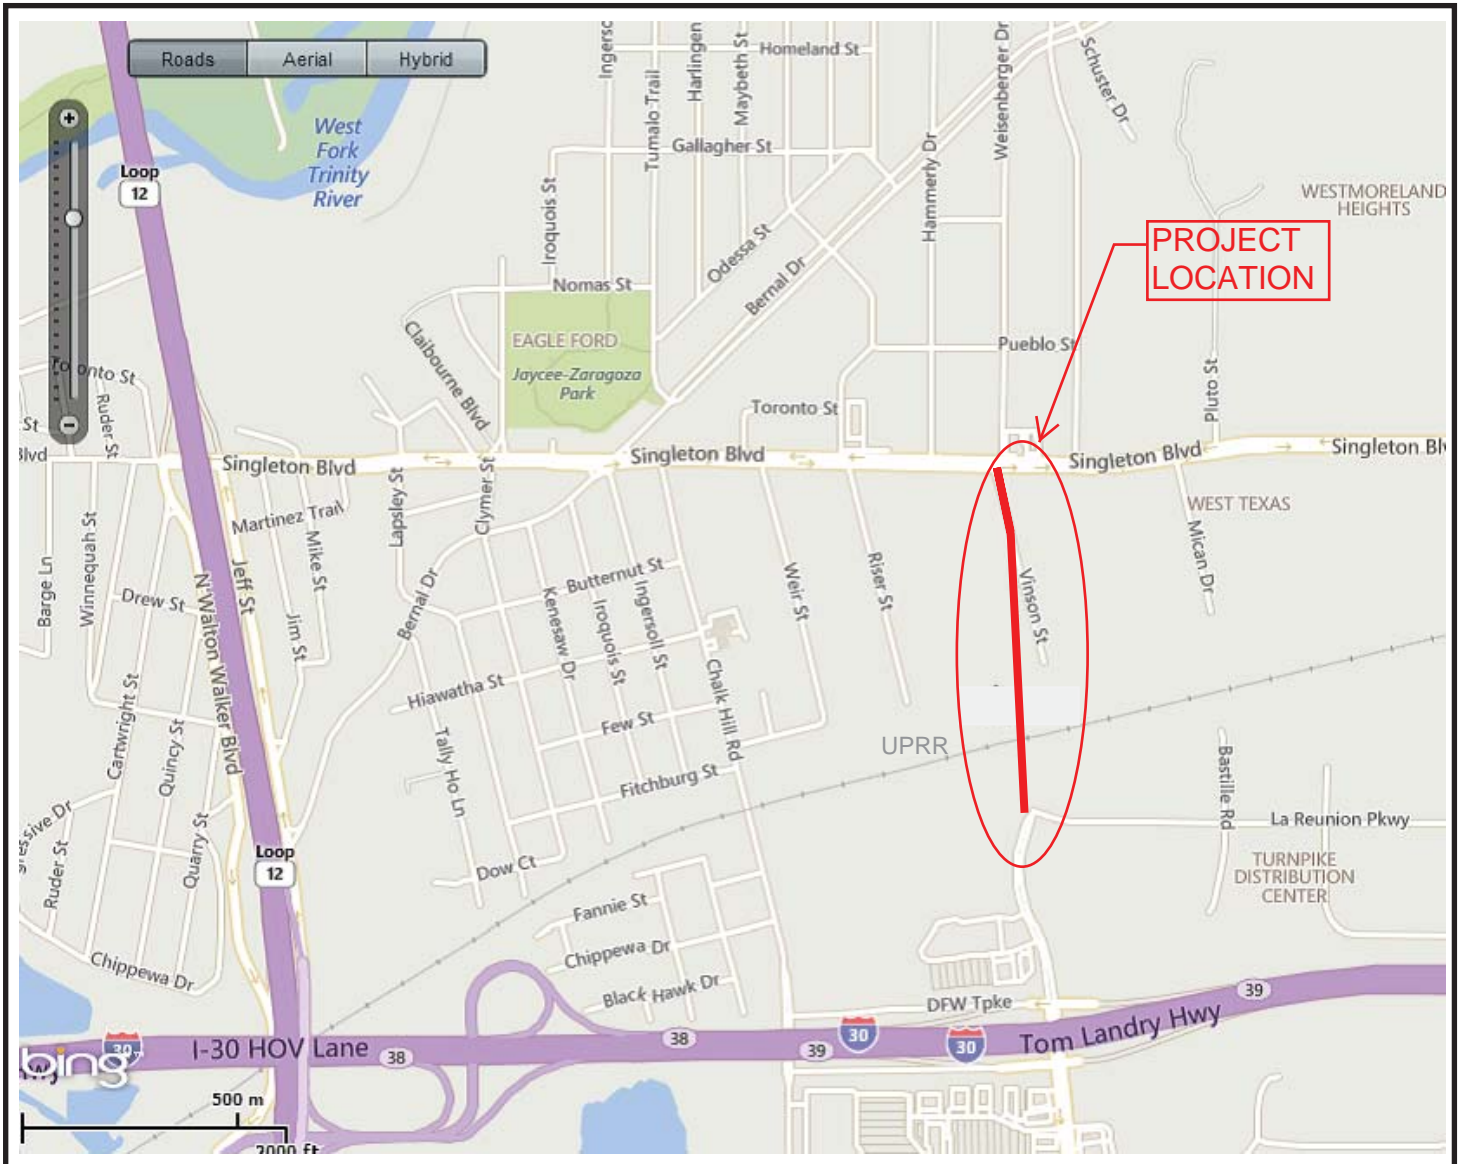 Roads
Aerial
Hybrid
Homeland St
Harlingen
Maybeth St
Tumalo Trail
Weisenberger Dr
Schuster Dr
West
Fork
Trinity
River
Loop
12
Gallagher St
Hammerly Dr
Iroquois St
WESTMORELAND
HEIGHTS
PROJECT
LOCATION
Odessa St
Bernal Dr
Nomas St
Claibourne Blvd
EAGLE FORD
Jaycee-Zaragoza
Park
Pueblo St
Pluto St
Ruder St
St
Toronto St
Blvd
Singleton Blvd
Singleton Blvd
Singleton Blvd
Singleton
Lapsley St
Clymer St
Martinez Trail
WEST TEXAS
Mican Dr
Barge Ln
Winnequah St
Jeff St
Mike St
Drew St
Jim St
N Walton Walker Blvd
Bernal Dr
Butternut St
Kenesaw Dr
Iroquois St
Ingersoll St
Weir St
Riser St
Vinson St
Hiawatha St
Chalk Hill Rd
Few St
Cartwright St
Quincy St
Tally Ho Ln
Fitchburg St
UPRR
Bastille Rd
La Reunion Pkwy
Ruder St
Quarry St
Loop
12
Dow Ct
TURNPIKE
DISTRIBUTION
CENTER
Fannie St
Chippewa Dr
Chippewa Dr
Black Hawk Dr
DFW Tpke
39
Tom Landry Hwy
30
30
38
39
I-30 HOV Lane
38
30
bing
500 m
2000 ft